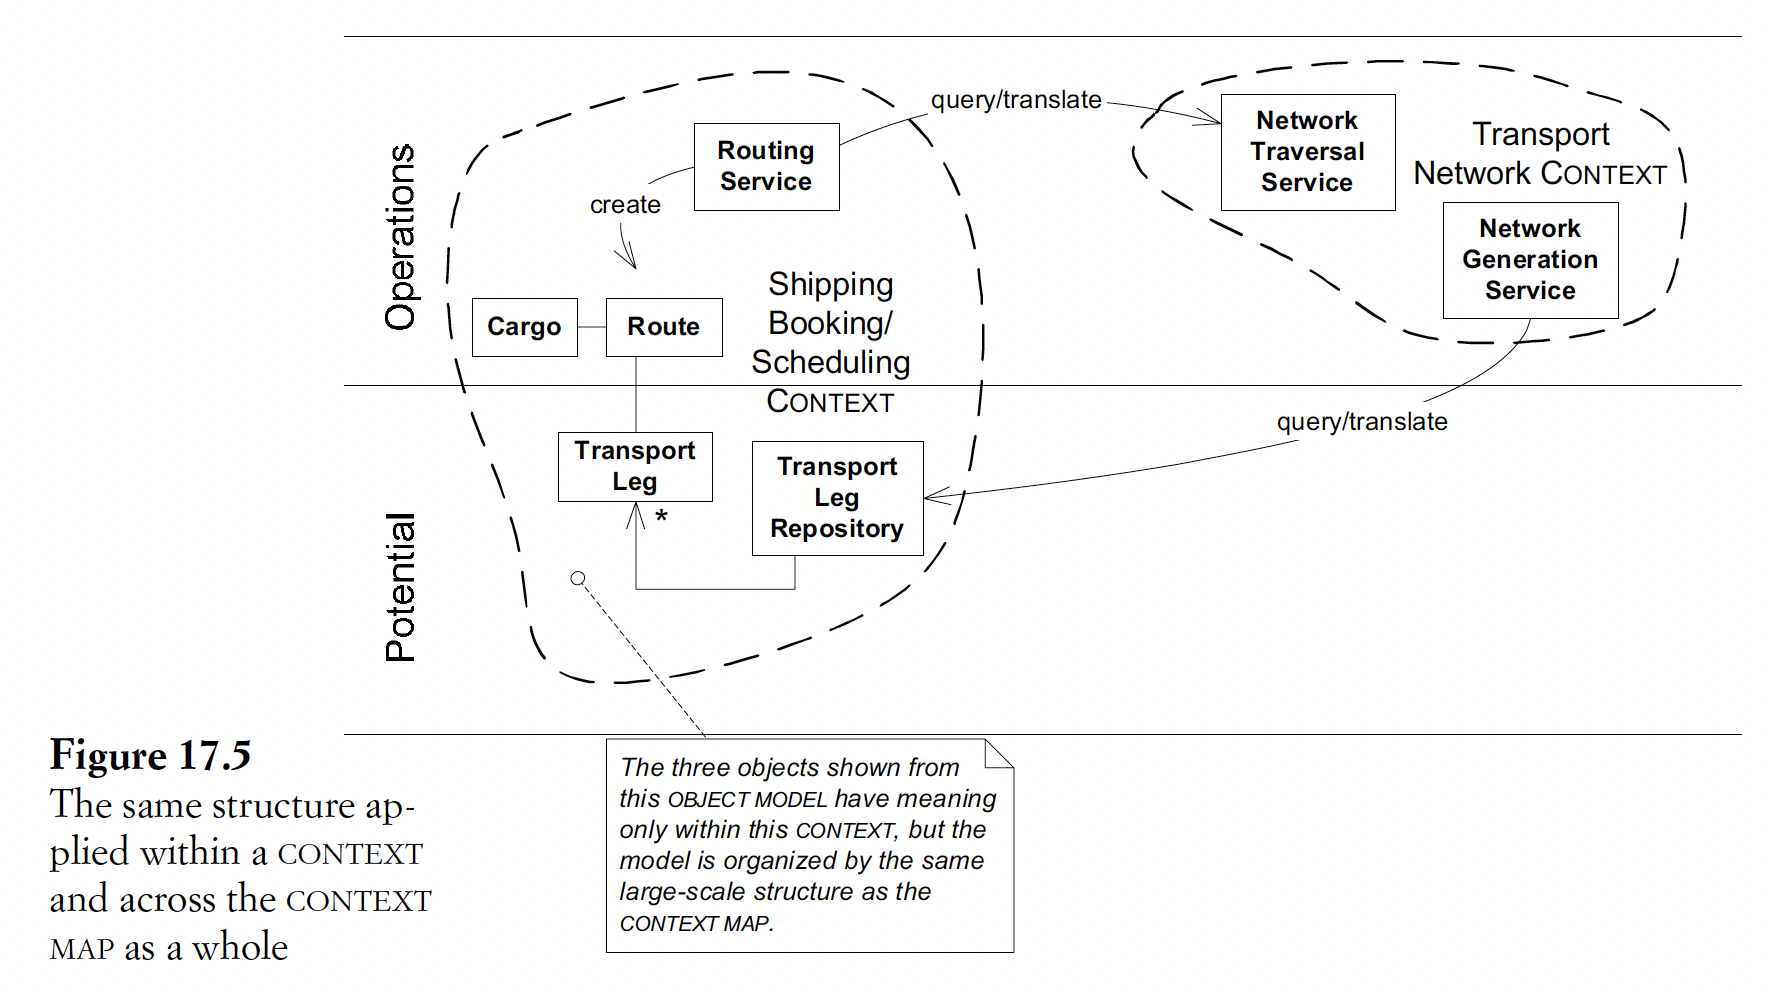 query/translate
Network
Traversal
Service
Transport
Network CONTEXT
Routing
Service
create
Network
Generation
Service
Operations
Shipping
Booking/
Scheduling
CONTEXT
Cargo
Route
query/translate
Transport
Leg
*
Transport
Leg
Repository
Potential
Figure 17.5
The same structure ap-
plied within a CONTEXT
and across the CONTEXT
MAP as a whole
The three objects shown from
this OBJECT MODEL have meaning
only within this CONTEXT, but the
model is organized by the same
large-scale structure as the
CONTEXT MAP.